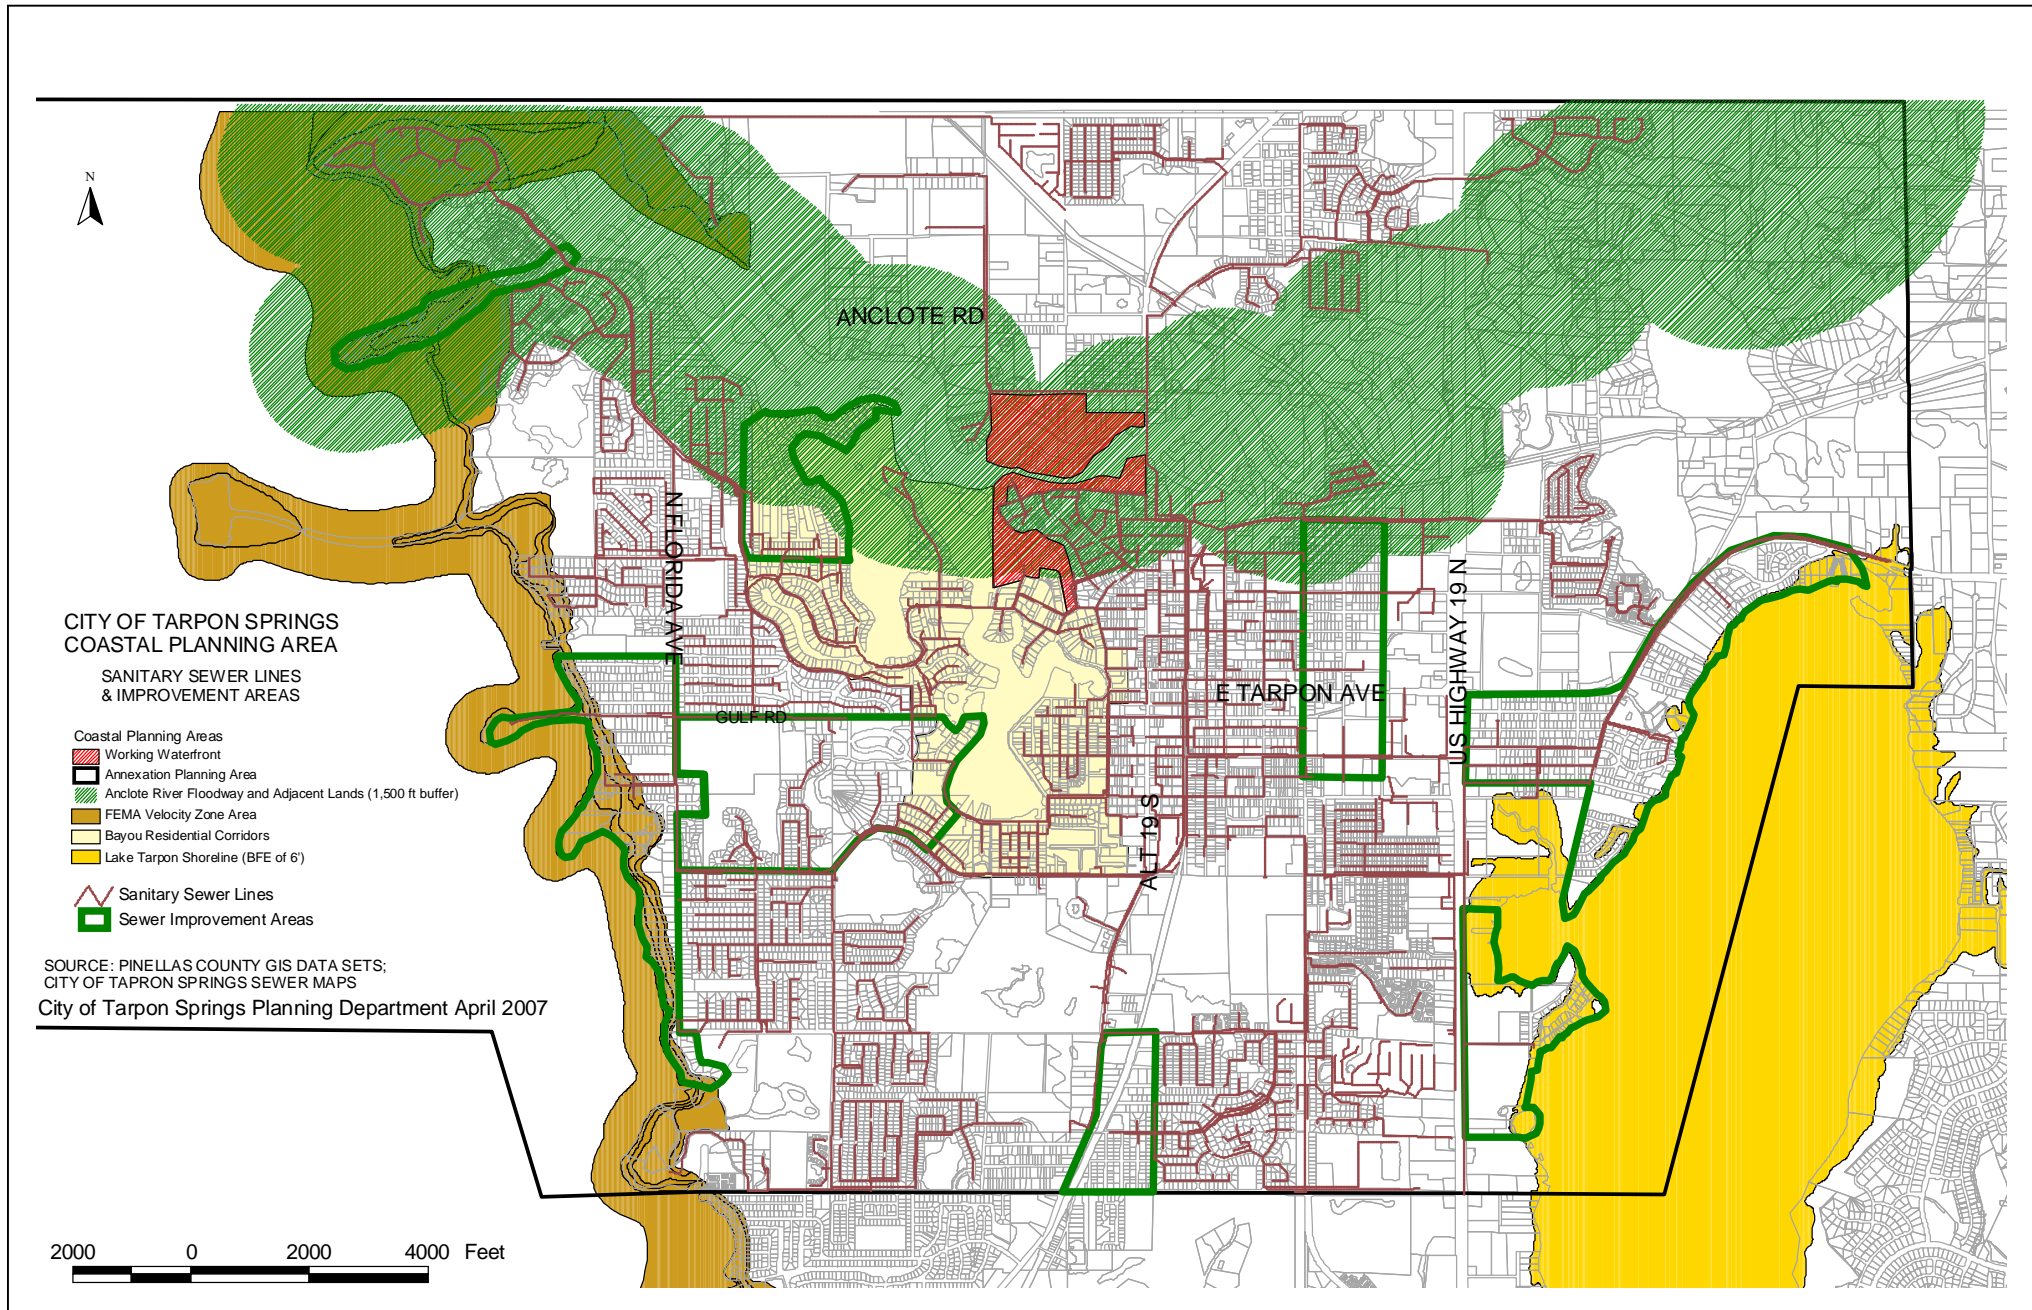 N
ANCLOTE RD
N FLORIDA AVE
US HIGHWAY 19 N
E TARPON AVE
GULF RD
ALT 19 S
CITY OF TARPON SPRINGS
COASTAL PLANNING AREA
SANITARY SEWER LINES
& IMPROVEMENT AREAS
Coastal Planning Areas
Working Waterfront
Annexation Planning Area
Anclote River Floodway and Adjacent Lands (1,500 ft buffer)
FEMA Velocity Zone Area
Bayou Residential Corridors
Lake Tarpon Shoreline (BFE of 6')
Sanitary Sewer Lines
Sewer Improvement Areas
SOURCE: PINELLAS COUNTY GIS DATA SETS;
CITY OF TAPRON SPRINGS SEWER MAPS
City of Tarpon Springs Planning Department April 2007
2000 0 2000 4000 Feet